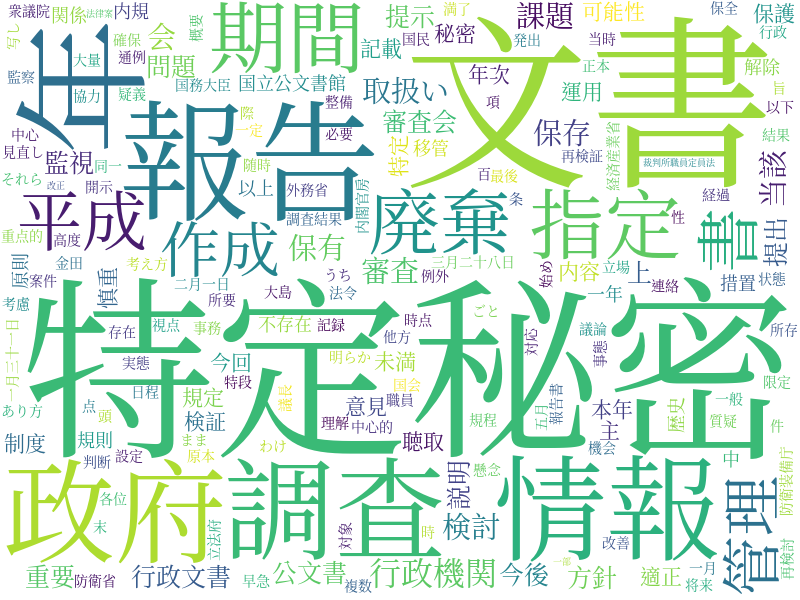 衆議院
関係
法律案
内規
写し
概要
確保
通例
会
問題
大量
監察
協力
疑義
国務大臣
国立公文書館
年
期間
提示
記載
満了
国民
秘密
発出
年次
課題
当時
項
可能性
正本
運用
保全
保護
行政
解除
以下
文書
中心
見直し
監視
同一
それら
開示
改正
際
一定
随時
以上
整備
必要
外務省
調査結果
報告
取扱い
審査会
特定
移管
百
最後
条
保存
再検証
裁判所職員定員法
経済産業省
経過
性
当該
結果
提出
平成
重点的
高度
作成
考え方
内閣官房
廃棄
指定
書
原則
案件
金田
慎重
二月一日
所要
保有
大島
法令
うち
審査
例外
三月二十八日
始め
内容
立場
上
一年
連絡
措置
状態
考慮
一月三十一日
存在
視点
事務
不存在
記録
時点
他方
ごと
対応
議論
事態
所存
実態
特段
明らか
今回
未満
特定秘密
あり方
点
頭
日程
規定
議長
意見
国会
職員
規程
五月
報告書
本年
歴史
一般
限定
質疑
件
制度
規則
まま
検証
理解
中心的
聴取
主
判断
設定
原本
わけ
懸念
機会
中
政府
調査
情報
管理
各位
末
立法府
対象
時
説明
検討
改善
防衛装備庁
再検討
重要
防衛省
行政文書
早急
公文書
複数
行政機関
一部
今後
方針
適正
一月
将来